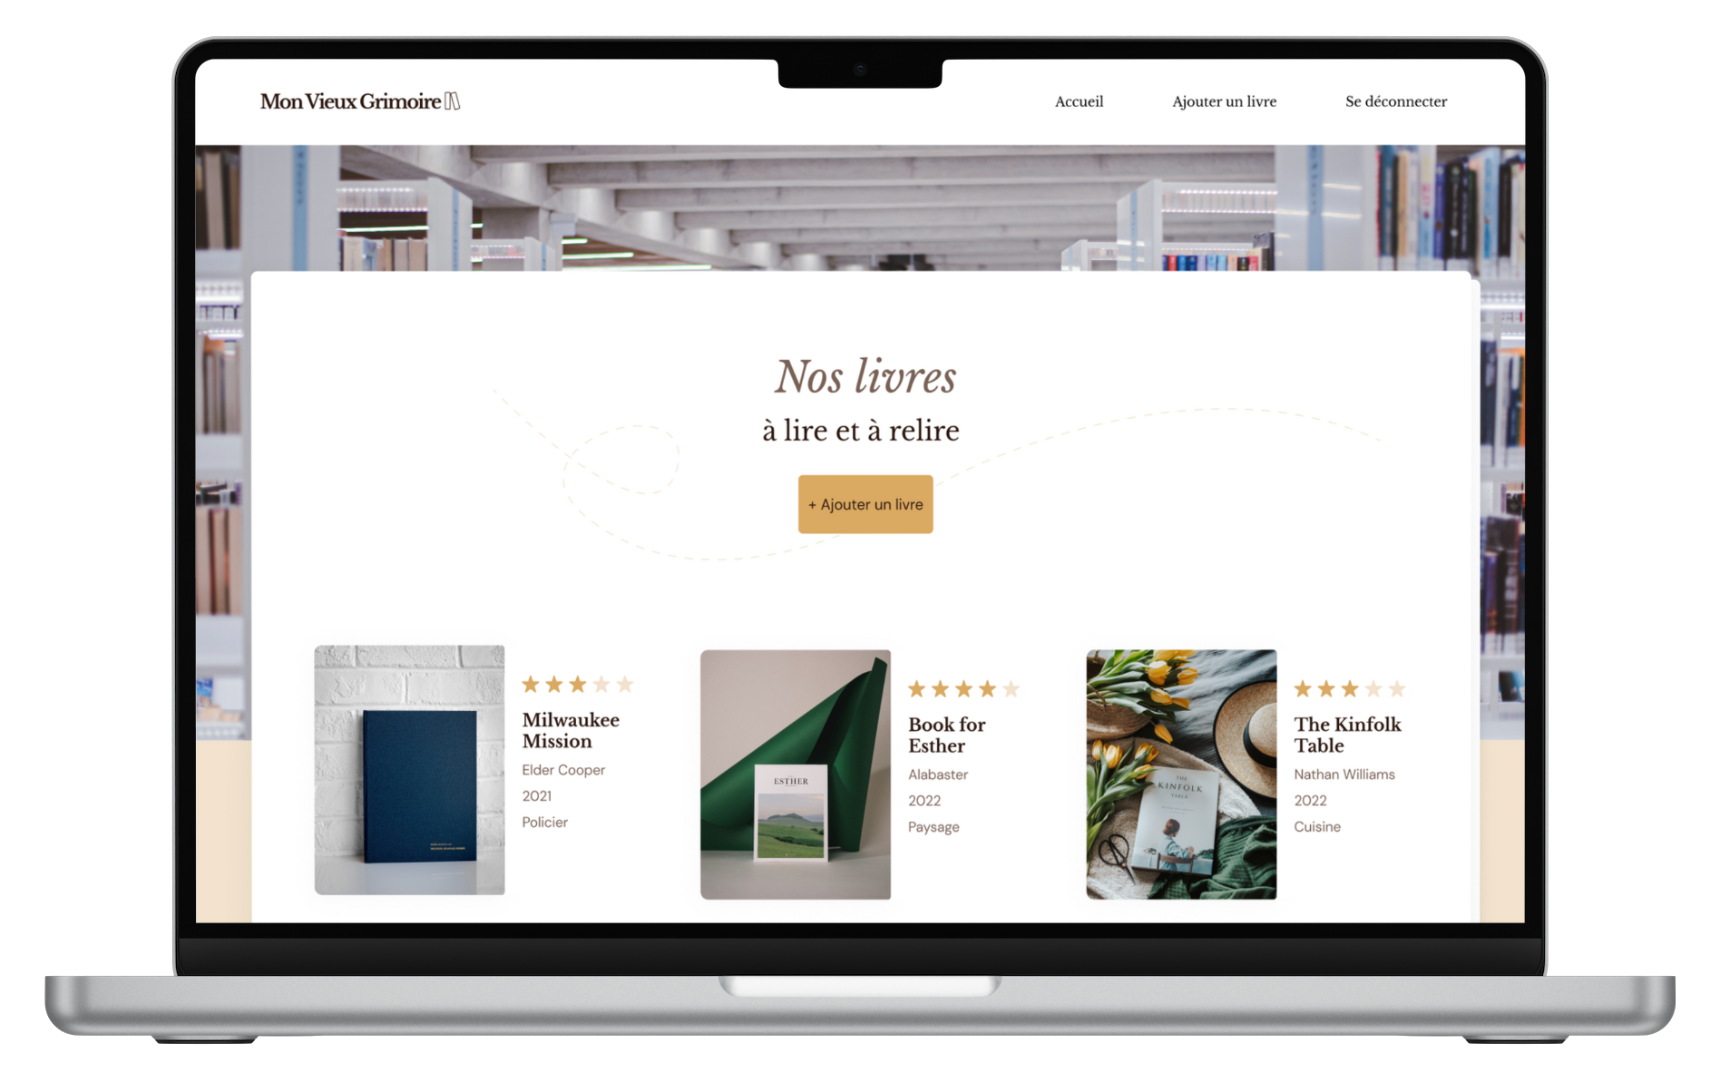 Mon Vieux Grimoire
Accueil
Ajouter un livre
Se déconnecter
Nos livres
à lire et à relire
+ Ajouter un livre
Milwaukee
Mission
Elder Cooper
2021
Policier
ESTHER
Book for
Esther
Alabaster
2022
Paysage
THE
KINFOLK
TABLE
The Kinfolk
Table
Nathan Williams
2022
Cuisine